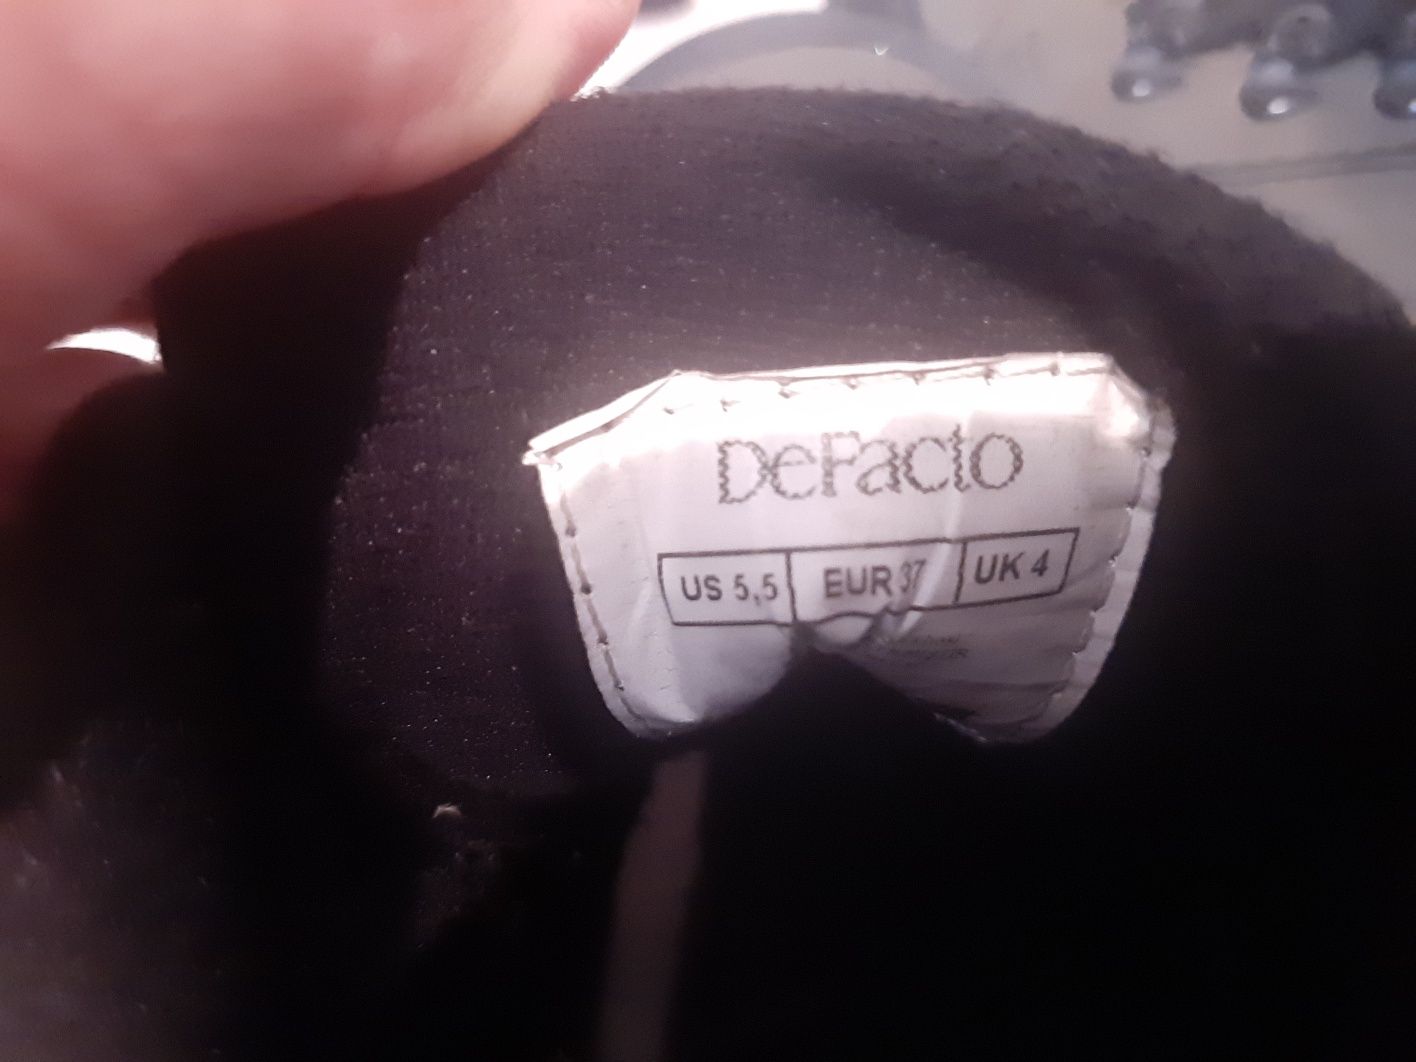 DeFacto
US 5,5 EUR 37 UK 4